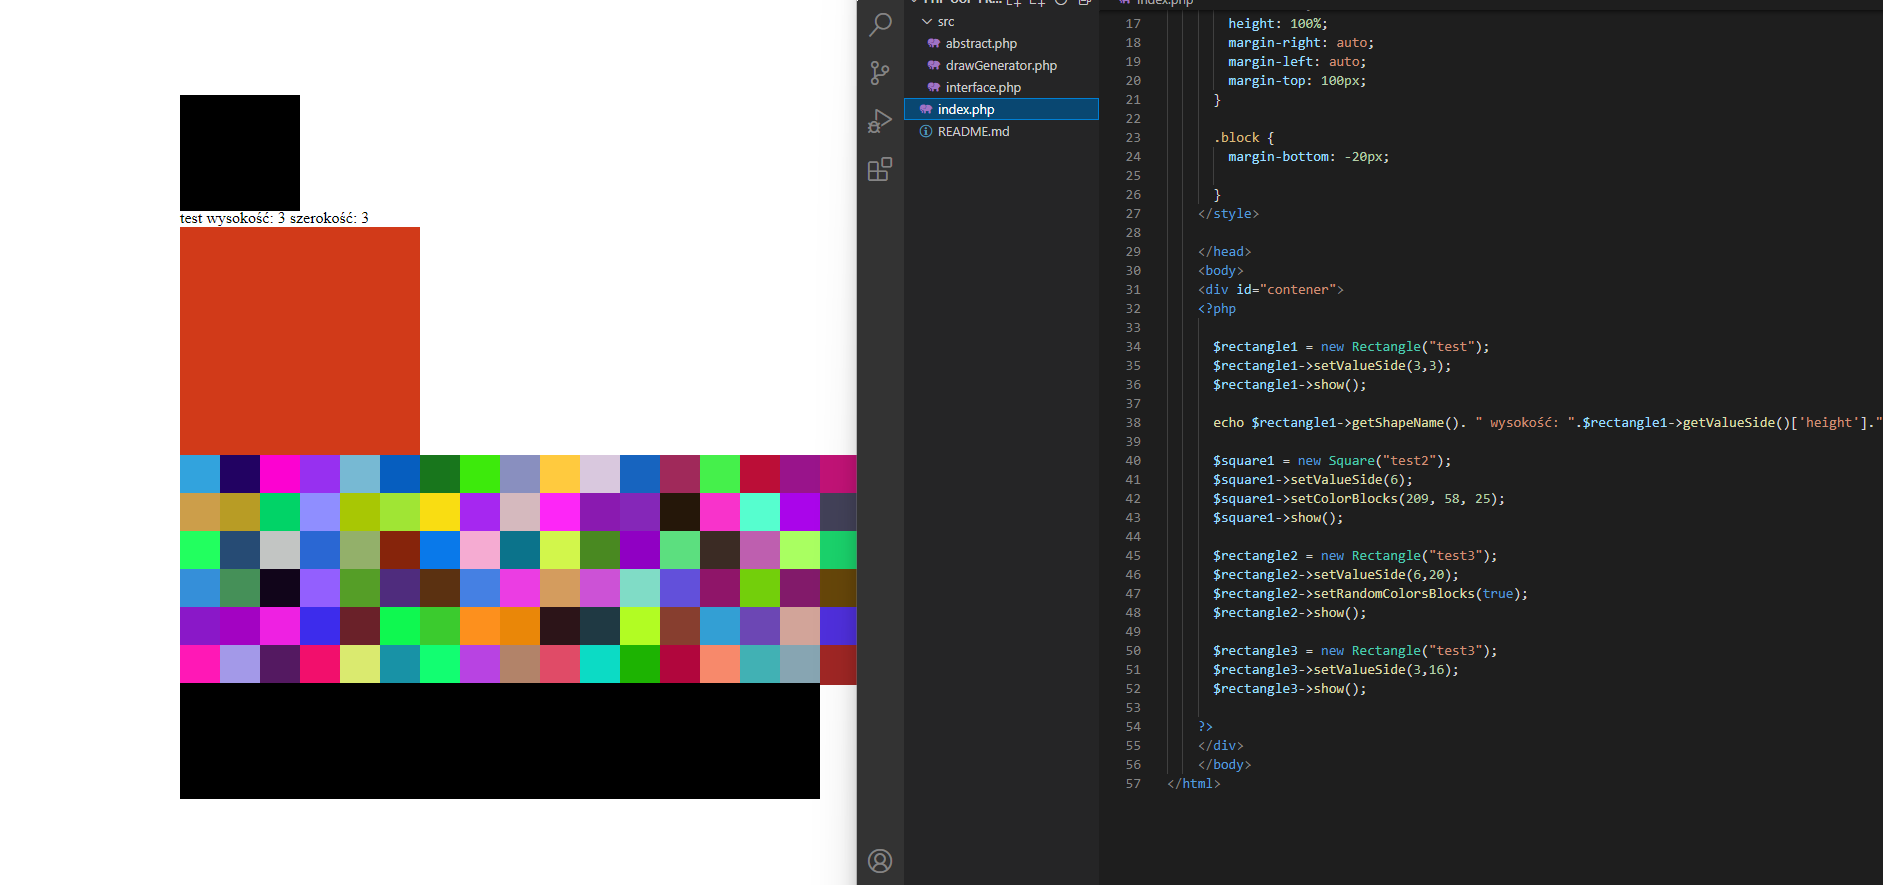 test wysokość: 3 szerokość: 3
src
abstract.php
drawGenerator.php
interface.php
index.php
README.md
index.php
17 height: 100%;
18 margin-right: auto;
19 margin-left: auto;
20 margin-top: 100px;
21 }
22
23 .block {
24 margin-bottom: -20px;
25
26 }
27 </style>
28
29 </head>
30 <body>
31 <div id="contener">
32 <?php
33
34 $rectangle1 = new Rectangle("test");
35 $rectangle1->setValueSide(3,3);
36 $rectangle1->show();
37
38 echo $rectangle1->getShapeName(). " wysokość: ".$rectangle1->getValueSide()['height']."
39
40 $square1 = new Square("test2");
41 $square1->setValueSide(6);
42 $square1->setColorBlocks(209, 58, 25);
43 $square1->show();
44
45 $rectangle2 = new Rectangle("test3");
46 $rectangle2->setValueSide(6,20);
47 $rectangle2->setRandomColorsBlocks(true);
48 $rectangle2->show();
49
50 $rectangle3 = new Rectangle("test3");
51 $rectangle3->setValueSide(3,16);
52 $rectangle3->show();
53
54 ?>
55 </div>
56 </body>
57 </html>